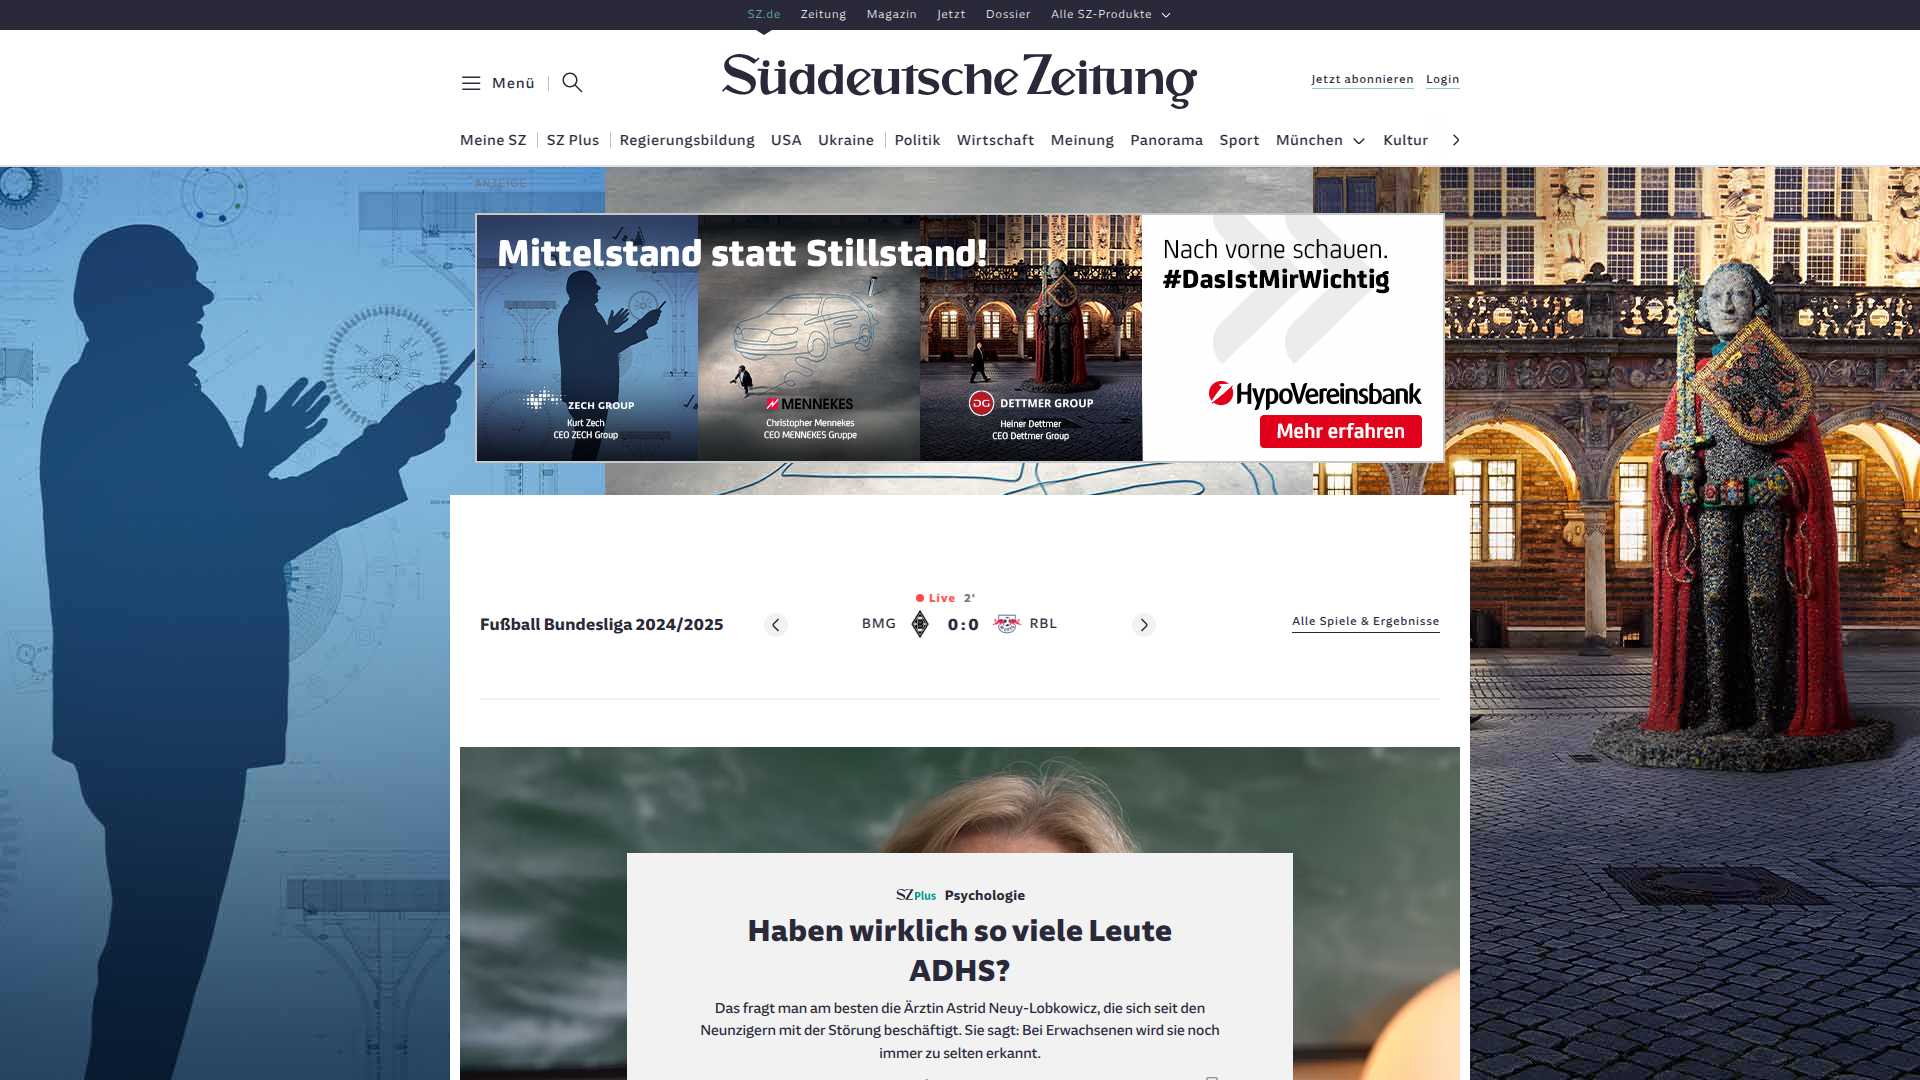 SZ.de Zeitung Magazin Jetzt Dossier Alle SZ-Produkte
Menü
Süddeutsche Zeitung
Jetzt abonnieren Login
Meine SZ SZ Plus Regierungsbildung USA Ukraine Politik Wirtschaft Meinung Panorama Sport München Kultur
ANZEIGE
Mittelstand statt Stillstand!
ZECH GROUP
Kurt Zech
CEO ZECH Group
MENNEKES
Christopher Mennekes
CEO MENNEKES Gruppe
DG DETTMER GROUP
Heiner Dettmer
CEO Dettmer Group
Nach vorne schauen.
#DasIstMirWichtig
HypoVereinsbank
Mehr erfahren
Live 2'
Fußball Bundesliga 2024/2025
BMG 0:0 RBL
Alle Spiele & Ergebnisse
SZ Plus Psychologie
Haben wirklich so viele Leute
ADHS?
Das fragt man am besten die Ärztin Astrid Neuy-Lobkowicz, die sich seit den
Neunzigern mit der Störung beschäftigt. Sie sagt: Bei Erwachsenen wird sie noch
immer zu selten erkannt.